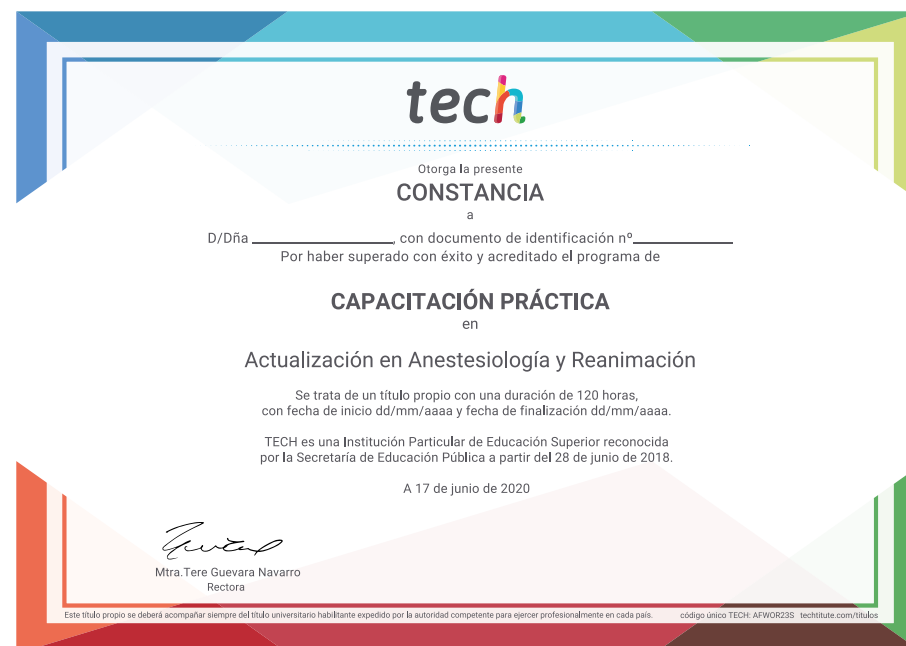 tech
Otorga la presente
CONSTANCIA
a
D/Dña ____________________, con documento de identificación nº______________
Por haber superado con éxito y acreditado el programa de
CAPACITACIÓN PRÁCTICA
en
Actualización en Anestesiología y Reanimación
Se trata de un título propio con una duración de 120 horas,
con fecha de inicio dd/mm/aaaa y fecha de finalización dd/mm/aaaa.
TECH es una Institución Particular de Educación Superior reconocida
por la Secretaría de Educación Pública a partir del 28 de junio de 2018.
A 17 de junio de 2020
Mtra.Tere Guevara Navarro
Rectora
Este título propio se deberá acompañar siempre del título universitario habilitante expedido por la autoridad competente para ejercer profesionalmente en cada país. código único TECH: AFWOR23S techtitute.com/titulos